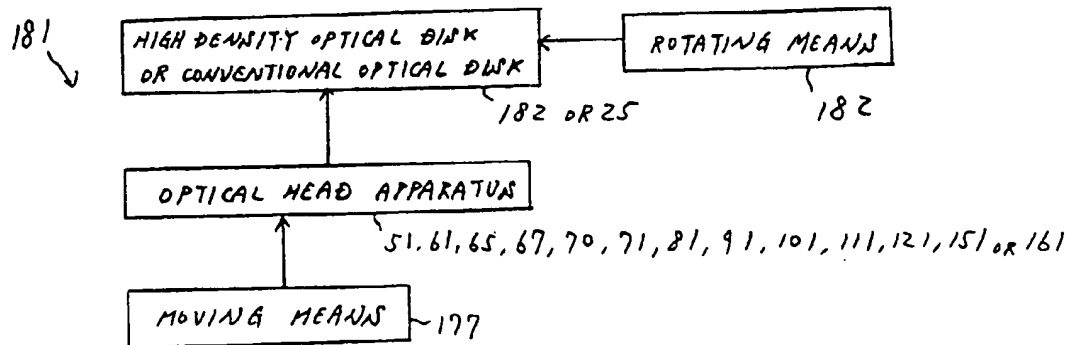 181
HIGH DENSITY OPTICAL DISK
OR CONVENTIONAL OPTICAL DISK
ROTATING MEANS
182 OR 25
182
OPTICAL HEAD APPARATUS
51, 61, 65, 67, 70, 71, 81, 91, 101, 111, 121, 151 OR 161
MOVING MEANS
177